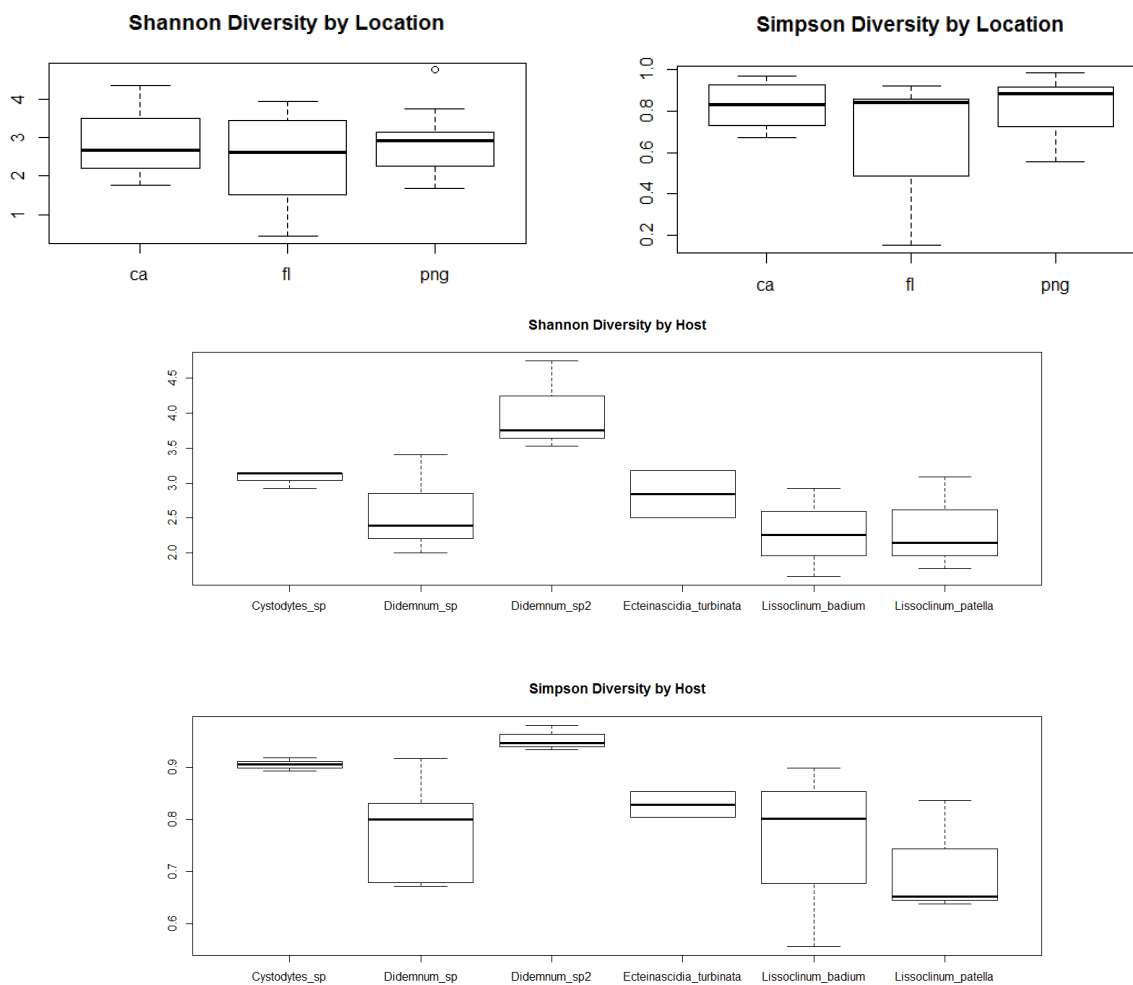 Shannon Diversity by Location
4
3
2
1
ca fl png
Simpson Diversity by Location
1.0
0.8
0.6
0.4
0.2
ca fl png
Shannon Diversity by Host
4.5
4.0
3.5
3.0
2.5
2.0
Cystodytes_sp Didemnum_sp Didemnum_sp2 Ecteinascidia_turbinata Lissoclinum_badium Lissoclinum_patella
Simpson Diversity by Host
0.9
0.8
0.7
0.6
Cystodytes_sp Didemnum_sp Didemnum_sp2 Ecteinascidia_turbinata Lissoclinum_badium Lissoclinum_patella